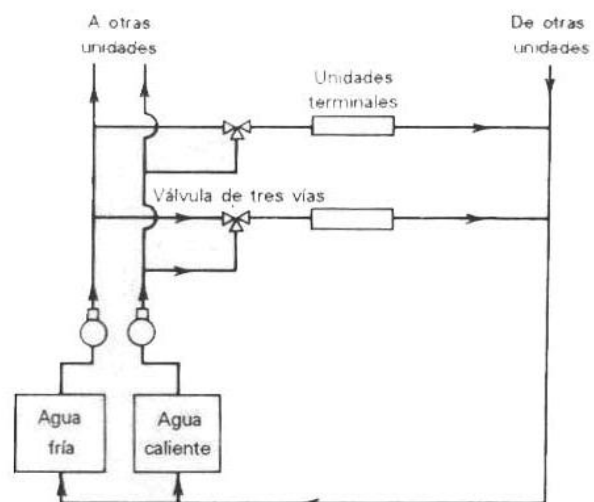 A otras
unidades
De otras
unidades
Unidades
terminales
Válvula de tres vías
Agua
fría
Agua
caliente